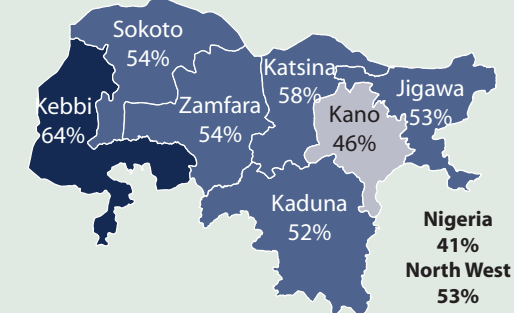 Sokoto
54%
Katsina
58%
Jigawa
53%
Kebbi
64%
Zamfara
54%
Kano
46%
Kaduna
52%
Nigeria
41%
North West
53%